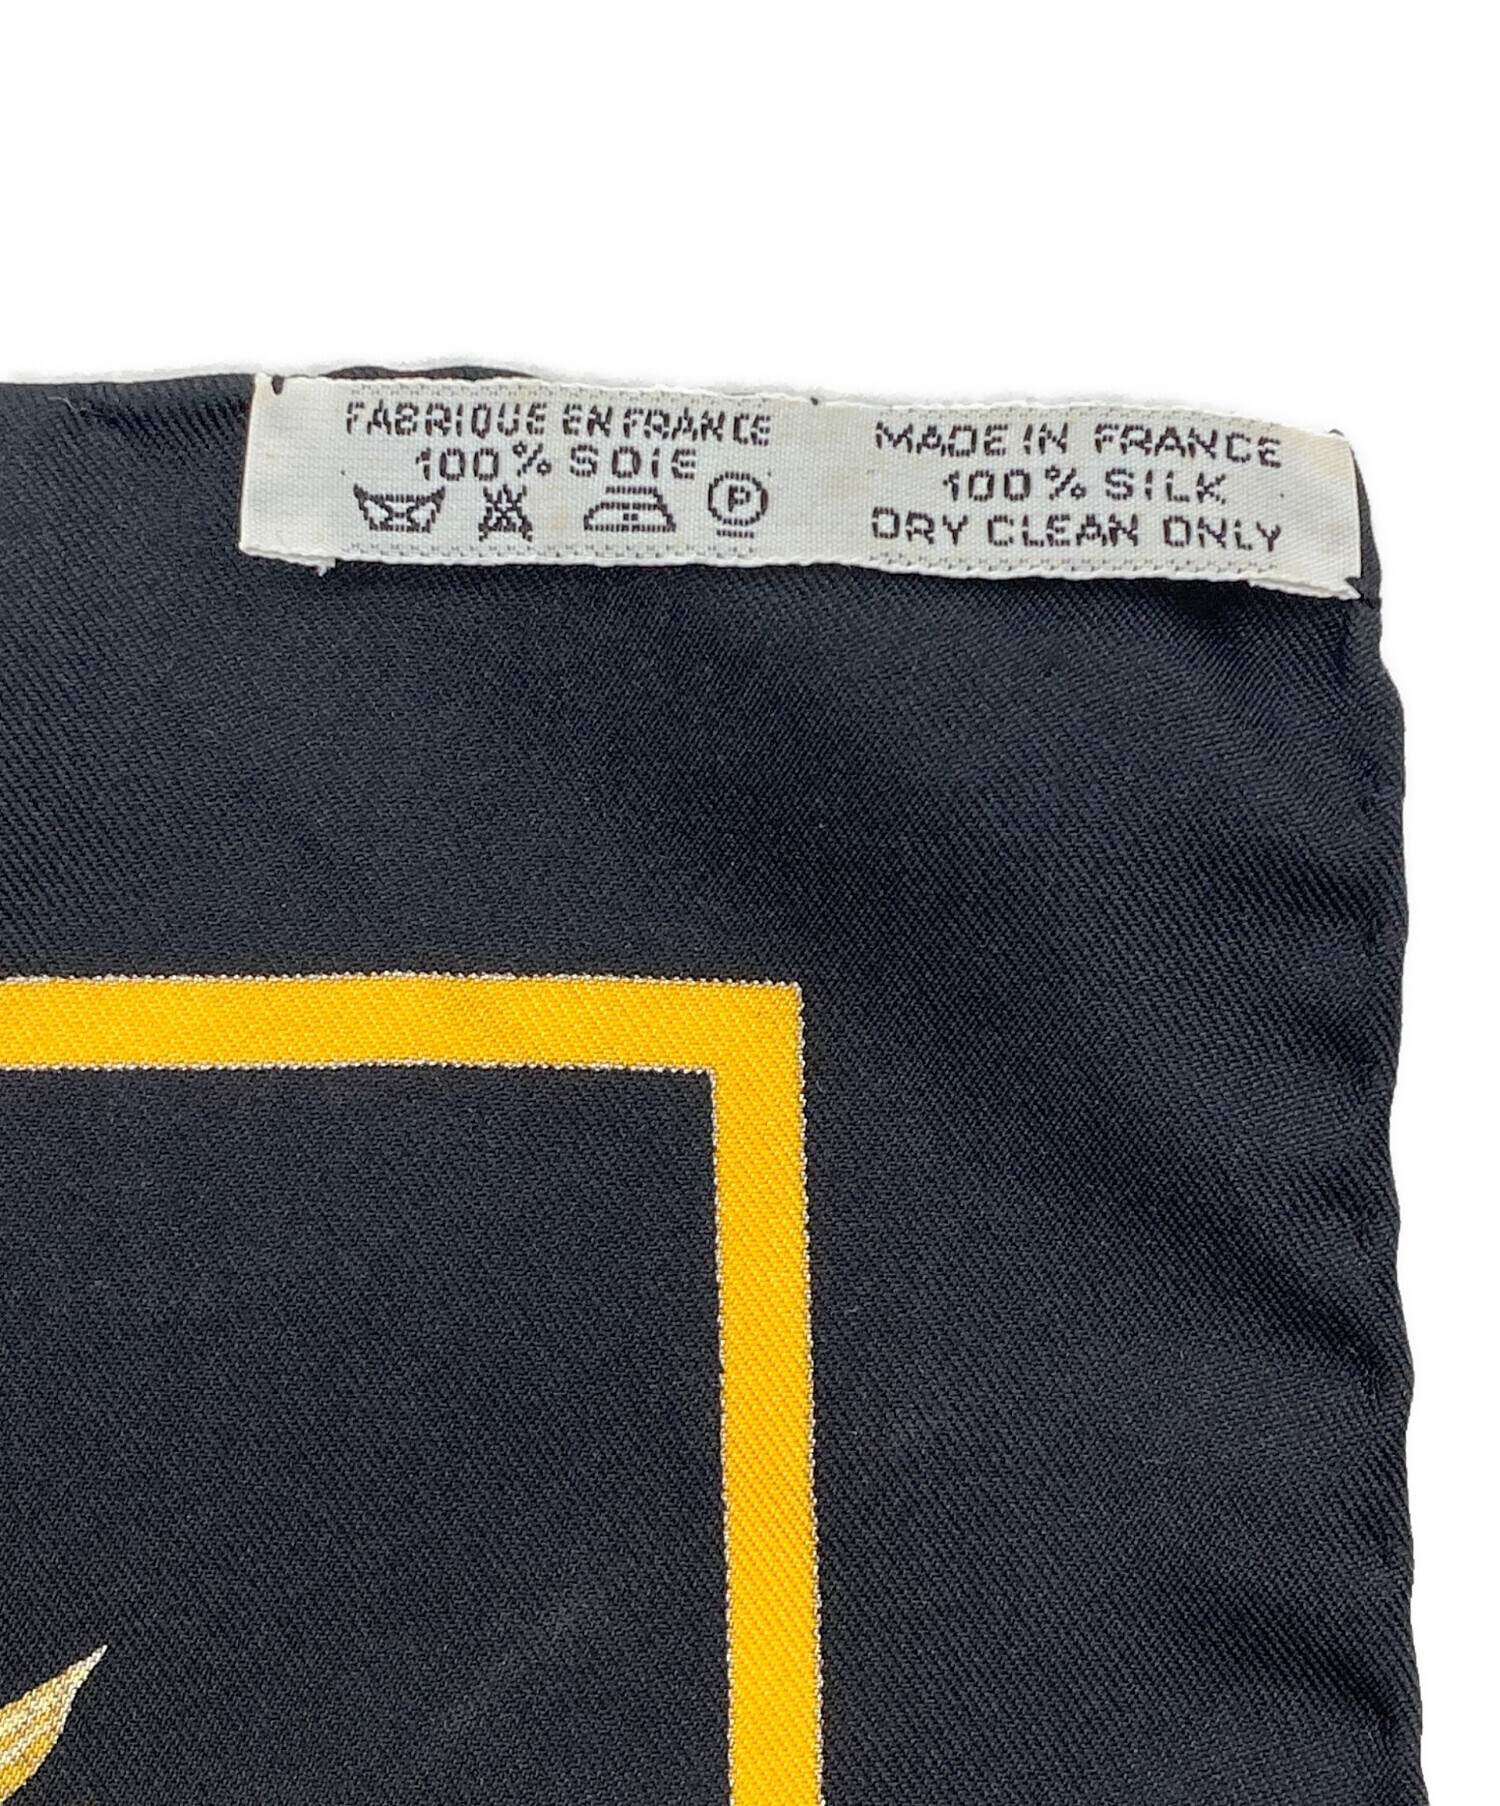 FABRIQUE EN FRANCE
100% SOIE
P
MADE IN FRANCE
100% SILK
DRY CLEAN ONLY